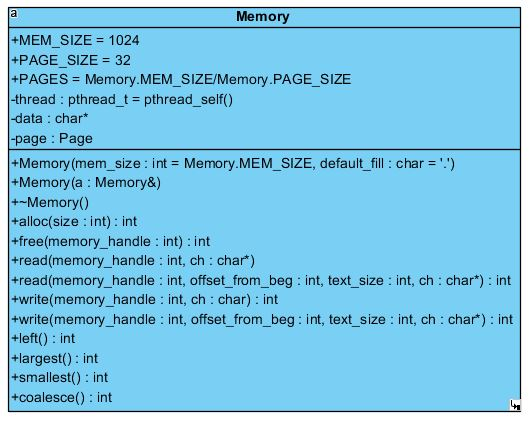 a
Memory
+MEM_SIZE = 1024
+PAGE_SIZE = 32
+PAGES = Memory.MEM_SIZE/Memory.PAGE_SIZE
-thread : pthread_t = pthread_self()
-data : char*
-page : Page
+Memory(mem_size : int = Memory.MEM_SIZE, default_fill : char = '.')
+Memory(a : Memory&)
+~Memory()
+alloc(size : int) : int
+free(memory_handle : int) : int
+read(memory_handle : int, ch : char*)
+read(memory_handle : int, offset_from_beg : int, text_size : int, ch : char*) : int
+write(memory_handle : int, ch : char) : int
+write(memory_handle : int, offset_from_beg : int, text_size : int, ch : char*) : int
+left() : int
+largest() : int
+smallest() : int
+coalesce() : int